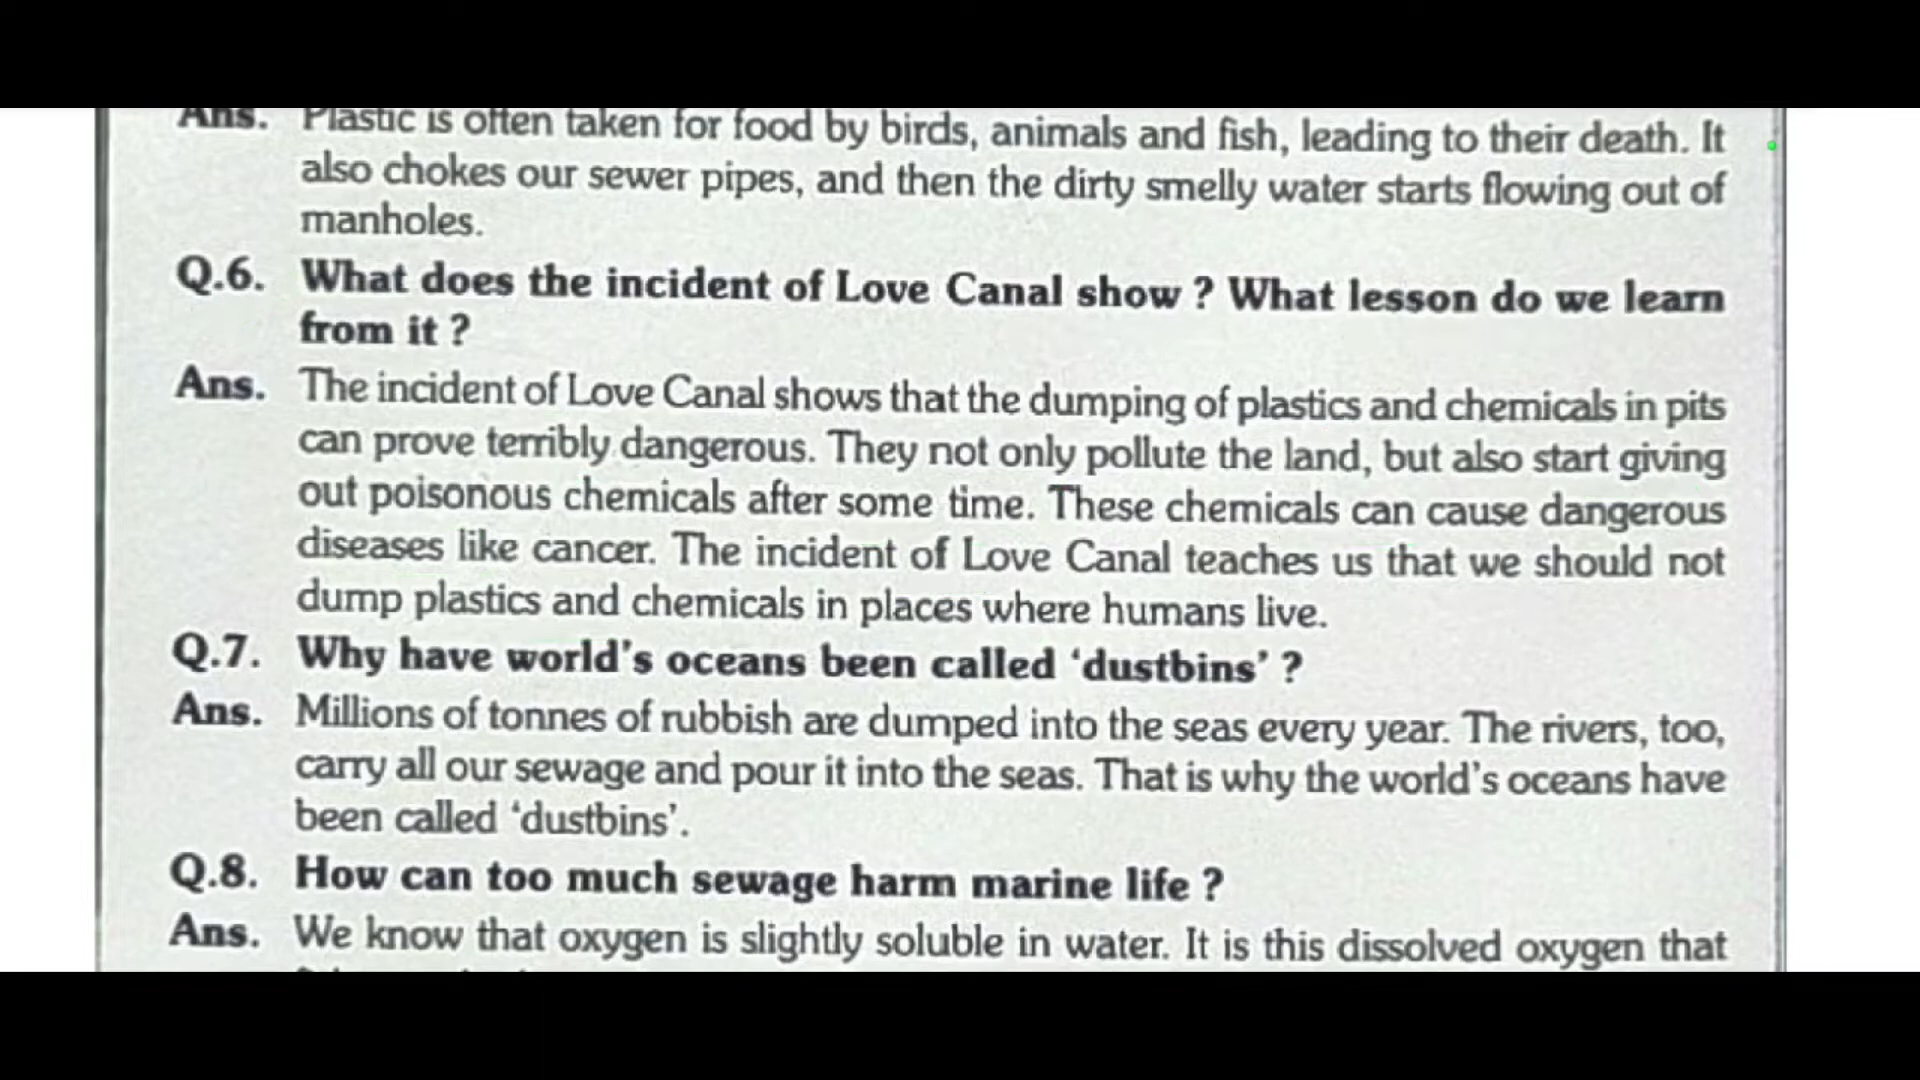 Ans. Plastic is often taken for food by birds, animals and fish, leading to their death. It
also chokes our sewer pipes, and then the dirty smelly water starts flowing out of
manholes.
Q.6. What does the incident of Love Canal show ? What lesson do we learn
from it ?
Ans. The incident of Love Canal shows that the dumping of plastics and chemicals in pits
can prove terribly dangerous. They not only pollute the land, but also start giving
out poisonous chemicals after some time. These chemicals can cause dangerous
diseases like cancer. The incident of Love Canal teaches us that we should not
dump plastics and chemicals in places where humans live.
Q.7. Why have world's oceans been called ‘dustbins’ ?
Ans. Millions of tonnes of rubbish are dumped into the seas every year. The rivers, too,
carry all our sewage and pour it into the seas. That is why the world's oceans have
been called ‘dustbins’.
Q.8. How can too much sewage harm marine life ?
Ans. We know that oxygen is slightly soluble in water. It is this dissolved oxygen that